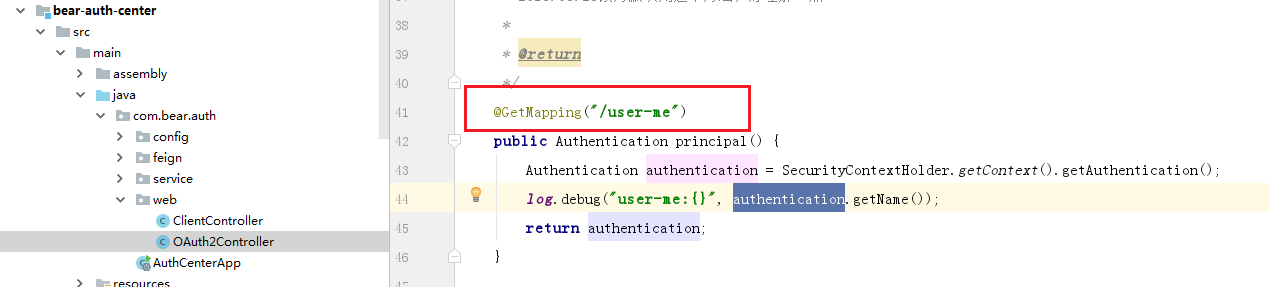 bear-auth-center
src
main
assembly
java
com.bear.auth
config
feign
service
web
ClientController
OAuth2Controller
AuthCenterApp
resources
38 *
39 * @return
40 */
41 @GetMapping("/user-me")
42 public Authentication principal() {
43 Authentication authentication = SecurityContextHolder.getContext().getAuthentication();
44 log.debug("user-me:{}", authentication.getName());
45 return authentication;
46 }